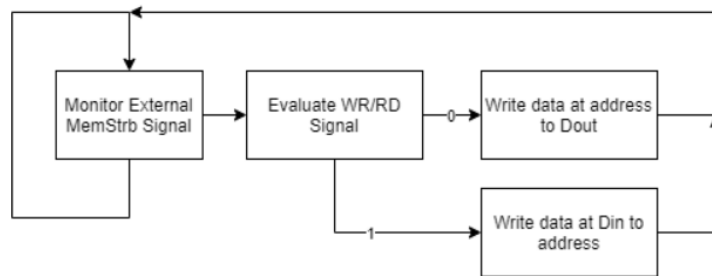 Monitor External
MemStrb Signal
Evaluate WR/RD
Signal
0
Write data at address
to Dout
1
Write data at Din to
address